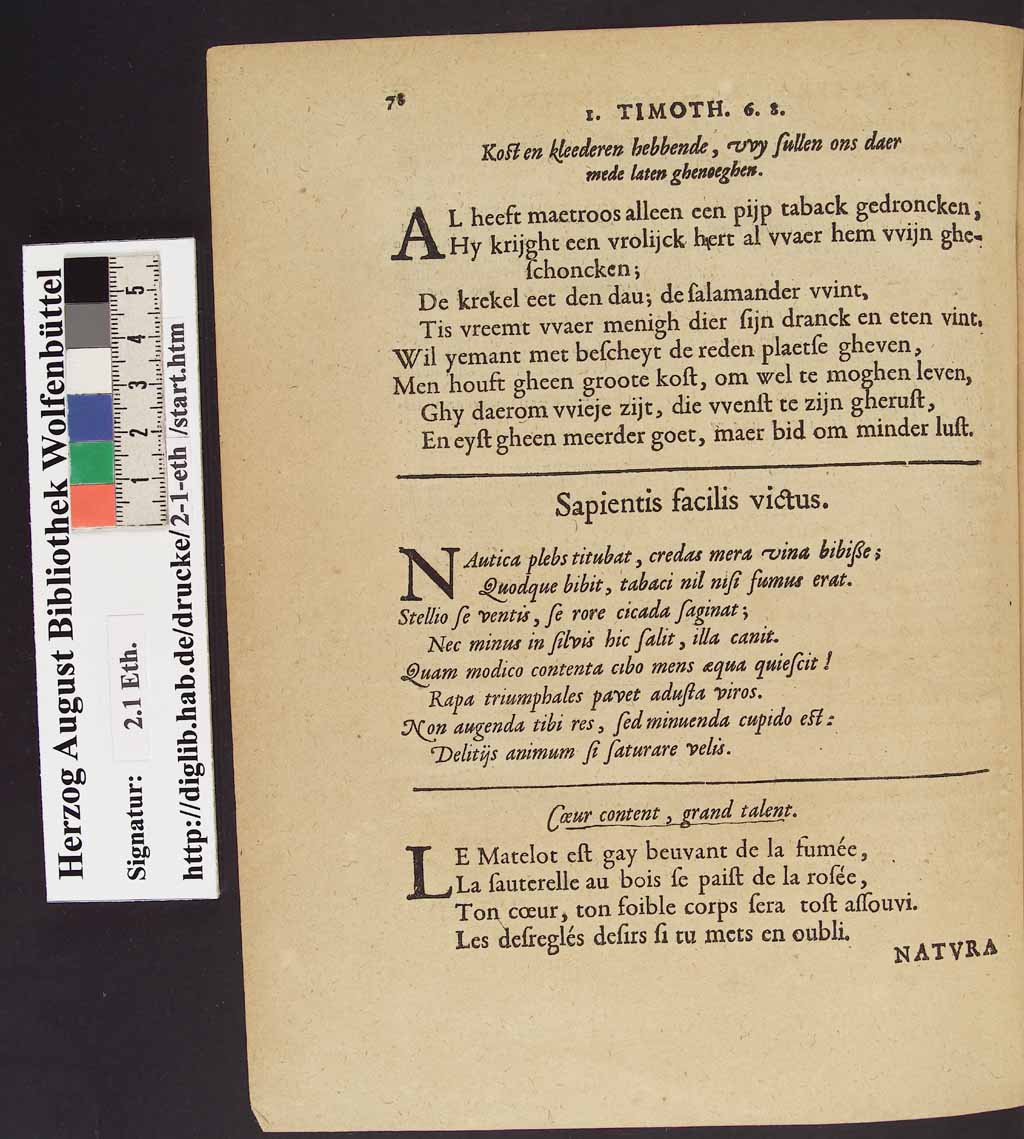 78
1. TIMOTH. 6. 8.
Kost en kleederen hebbende, vvy ſullen ons daer
mede laten ghenoeghen.
AL heeft maetroos alleen een pijp taback gedroncken,
Hy krijght een vrolijck hert al vvaer hem vvijn ghe-
ſchoncken;
De krekel eet den dau; de ſalamander vvint,
Tis vreemt vvaer menigh dier ſijn dranck en eten vint.
Wil yemant met beſcheyt de reden plaetſe gheven,
Men houft gheen groote koſt, om wel te moghen leven,
Ghy daerom vvieje zijt, die vvenſt te zijn gheruſt,
En eyſt gheen meerder goet, maer bid om minder luſt.
Sapientis facilis victus.
NAutica plebs titubat, credas mera vina bibiſſe;
Quodque bibit, tabaci nil niſi fumus erat.
Stellio ſe ventis, ſe rore cicada ſaginat;
Nec minus in ſilvis hic ſalit, illa canit.
Quam modico contenta cibo mens æqua quieſcit!
Rapa triumphales pavet aduſta viros.
Non augenda tibi res, ſed minuenda cupido eſt:
Delitijs animum ſi ſaturare velis.
Cœur content, grand talent.
LE Matelot eſt gay beuvant de la fumée,
La ſauterelle au bois ſe paiſt de la roſée,
Ton cœur, ton foible corps ſera toſt aſſouvi.
Les deſreglés deſirs ſi tu mets en oubli.
NATVRA
Herzog August Bibliothek Wolfenbüttel
Signatur: 2.1 Eth.
http://diglib.hab.de/drucke/2-1-eth /start.htm
1 2 3 4 5